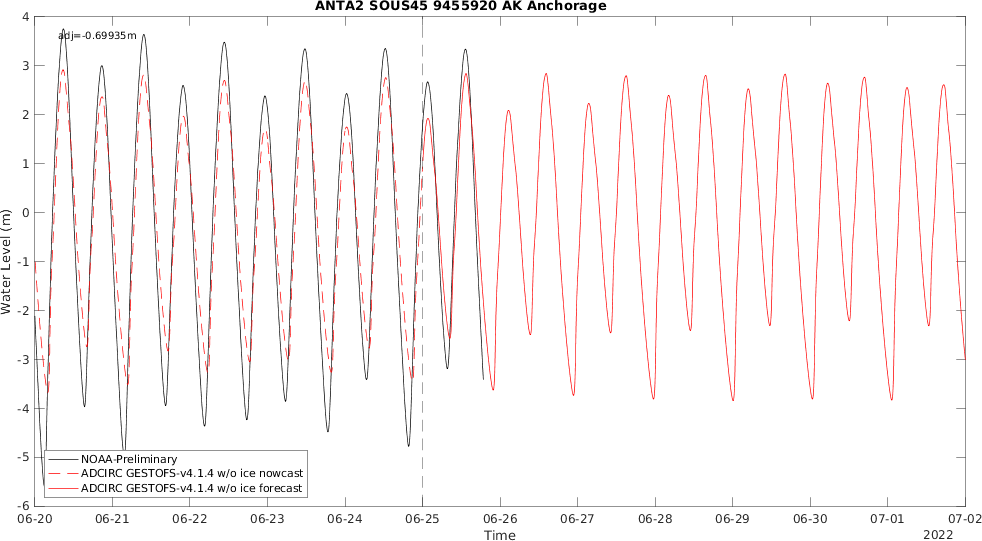 ANTA2 SOUS45 9455920 AK Anchorage
adj=-0.69935m
4
3
2
1
0
-1
-2
-3
-4
-5
-6
Water Level (m)
NOAA-Preliminary
ADCIRC GESTOFS-v4.1.4 w/o ice nowcast
ADCIRC GESTOFS-v4.1.4 w/o ice forecast
06-20 06-21 06-22 06-23 06-24 06-25 06-26 06-27 06-28 06-29 06-30 07-01 07-02
Time
2022